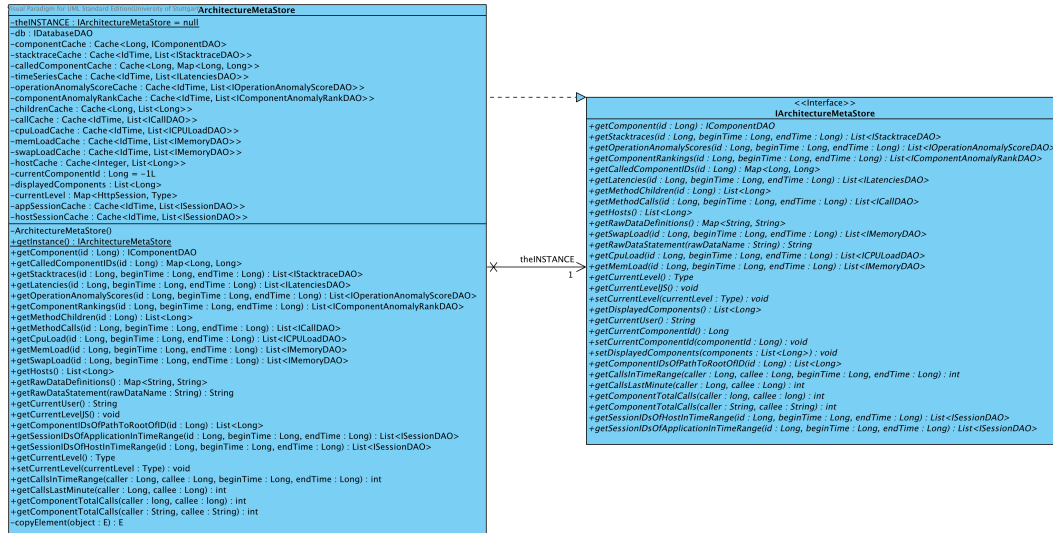 Visual Paradigm for UML Standard Edition(University of Stuttgart)
ArchitectureMetaStore
-theINSTANCE : IArchitectureMetaStore = null
-db : IDatabaseDAO
-componentCache : Cache<Long, IComponentDAO>
-stacktraceCache : Cache<IdTime, List<IStacktraceDAO>>
-calledComponentCache : Cache<Long, Map<Long, Long>>
-timeSeriesCache : Cache<IdTime, List<ILatenciesDAO>>
-operationAnomalyScoreCache : Cache<IdTime, List<IOperationAnomalyScoreDAO>>
-componentAnomalyRankCache : Cache<IdTime, List<IComponentAnomalyRankDAO>>
-childrenCache : Cache<Long, List<Long>>
-callCache : Cache<IdTime, List<ICallDAO>>
-cpuLoadCache : Cache<IdTime, List<ICPULoadDAO>>
-memLoadCache : Cache<IdTime, List<IMemoryDAO>>
-swapLoadCache : Cache<IdTime, List<IMemoryDAO>>
-hostCache : Cache<Integer, List<Long>>
-currentComponentId : Long = -1L
-displayedComponents : List<Long>
-currentLevel : Map<HttpSession, Type>
-appSessionCache : Cache<IdTime, List<ISessionDAO>>
-hostSessionCache : Cache<IdTime, List<ISessionDAO>>
-ArchitectureMetaStore()
+getInstance() : IArchitectureMetaStore
+getComponent(id : Long) : IComponentDAO
+getCalledComponentIDs(id : Long) : Map<Long, Long>
+getStacktraces(id : Long, beginTime : Long, endTime : Long) : List<IStacktraceDAO>
+getLatencies(id : Long, beginTime : Long, endTime : Long) : List<ILatenciesDAO>
+getOperationAnomalyScores(id : Long, beginTime : Long, endTime : Long) : List<IOperationAnomalyScoreDAO>
+getComponentRankings(id : Long, beginTime : Long, endTime : Long) : List<IComponentAnomalyRankDAO>
+getMethodChildren(id : Long) : List<Long>
+getMethodCalls(id : Long, beginTime : Long, endTime : Long) : List<ICallDAO>
+getCpuLoad(id : Long, beginTime : Long, endTime : Long) : List<ICPULoadDAO>
+getMemLoad(id : Long, beginTime : Long, endTime : Long) : List<IMemoryDAO>
+getSwapLoad(id : Long, beginTime : Long, endTime : Long) : List<IMemoryDAO>
+getHosts() : List<Long>
+getRawDataDefinitions() : Map<String, String>
+getRawDataStatement(rawDataName : String) : String
+getCurrentUser() : String
+getCurrentLevelJS() : void
+getComponentIDsOfPathToRootOfID(id : Long) : List<Long>
+getSessionIDsOfApplicationInTimeRange(id : Long, beginTime : Long, endTime : Long) : List<ISessionDAO>
+getSessionIDsOfHostInTimeRange(id : Long, beginTime : Long, endTime : Long) : List<ISessionDAO>
+getCurrentLevel() : Type
+setCurrentLevel(currentLevel : Type) : void
+getCallsInTimeRange(caller : Long, callee : Long, beginTime : Long, endTime : Long) : int
+getCallsLastMinute(caller : Long, callee : Long) : int
+getComponentTotalCalls(caller : long, callee : long) : int
+getComponentTotalCalls(caller : String, callee : String) : int
-copyElement(object : E) : E
theINSTANCE
1
<<Interface>>
IArchitectureMetaStore
+getComponent(id : Long) : IComponentDAO
+getStacktraces(id : Long, beginTime : Long, endTime : Long) : List<IStacktraceDAO>
+getOperationAnomalyScores(id : Long, beginTime : Long, endTime : Long) : List<IOperationAnomalyScoreDAO>
+getComponentRankings(id : Long, beginTime : Long, endTime : Long) : List<IComponentAnomalyRankDAO>
+getCalledComponentIDs(id : Long) : Map<Long, Long>
+getLatencies(id : Long, beginTime : Long, endTime : Long) : List<ILatenciesDAO>
+getMethodChildren(id : Long) : List<Long>
+getMethodCalls(id : Long, beginTime : Long, endTime : Long) : List<ICallDAO>
+getHosts() : List<Long>
+getRawDataDefinitions() : Map<String, String>
+getSwapLoad(id : Long, beginTime : Long, endTime : Long) : List<IMemoryDAO>
+getRawDataStatement(rawDataName : String) : String
+getCpuLoad(id : Long, beginTime : Long, endTime : Long) : List<ICPULoadDAO>
+getMemLoad(id : Long, beginTime : Long, endTime : Long) : List<IMemoryDAO>
+getCurrentLevel() : Type
+getCurrentLevelJS() : void
+setCurrentLevel(currentLevel : Type) : void
+getDisplayedComponents() : List<Long>
+getCurrentUser() : String
+getCurrentComponentId() : Long
+setCurrentComponentId(componentId : Long) : void
+setDisplayedComponents(components : List<Long>) : void
+getComponentIDsOfPathToRootOfID(id : Long) : List<Long>
+getCallsInTimeRange(caller : Long, callee : Long, beginTime : Long, endTime : Long) : int
+getCallsLastMinute(caller : Long, callee : Long) : int
+getComponentTotalCalls(caller : long, callee : long) : int
+getComponentTotalCalls(caller : String, callee : String) : int
+getSessionIDsOfHostInTimeRange(id : Long, beginTime : Long, endTime : Long) : List<ISessionDAO>
+getSessionIDsOfApplicationInTimeRange(id : Long, beginTime : Long, endTime : Long) : List<ISessionDAO>